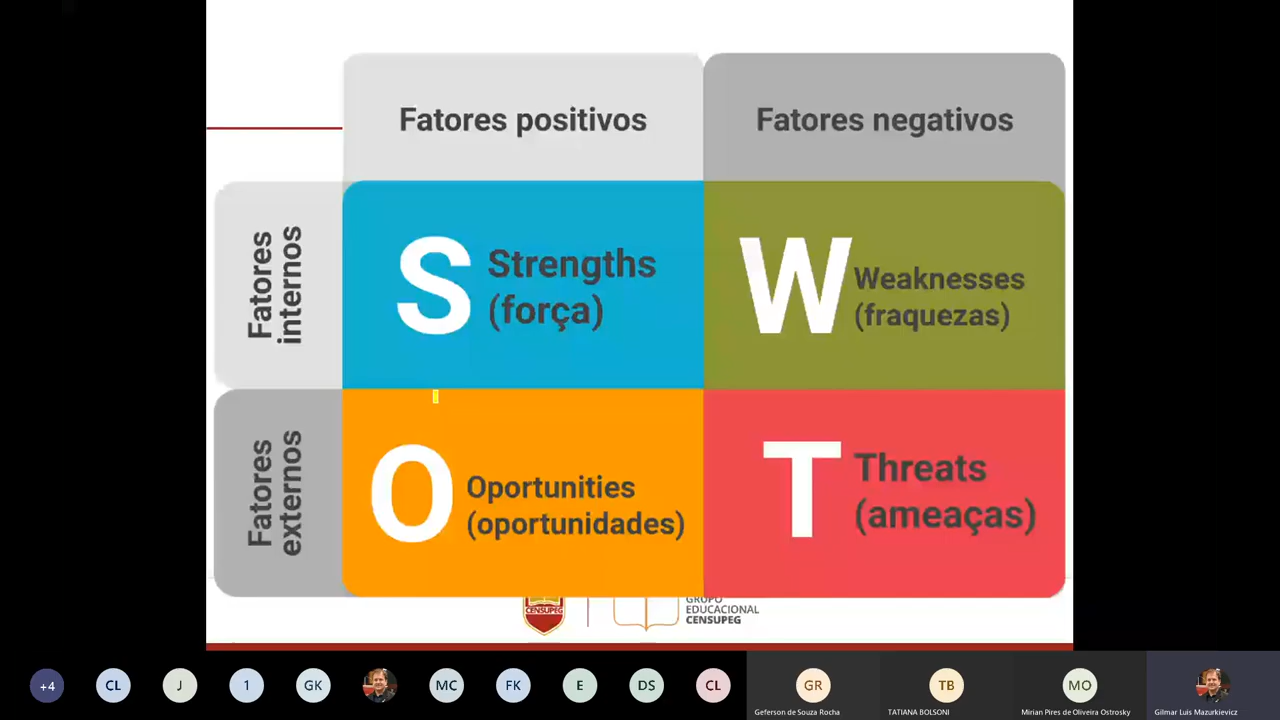 Fatores positivos
Fatores negativos
Fatores
internos
S
Strengths
(força)
W
Weaknesses
(fraquezas)
Fatores
externos
O
Oportunities
(oportunidades)
T
Threats
(ameaças)
CENSUPEG
GRUPO
EDUCACIONAL
CENSUPEG
+4
CL
J
1
GK
MC
FK
E
DS
CL
GR
TB
MO
Geferson de Souza Rocha
TATIANA BOLSONI
Mirian Pires de Oliveira Ostrosky
Gilmar Luis Mazurkievicz